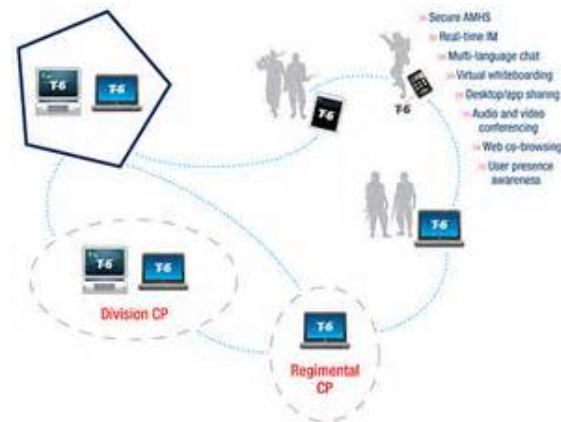 Secure AMHS
Real-time IM
Multi-language chat
Virtual whiteboarding
Desktop/app sharing
Audio and video
conferencing
Web co-browsing
User presence
awareness
T-6
T-6
T-6
T-6
T-6
T-6
T-6
T-6
Division CP
T-6
Regimental
CP